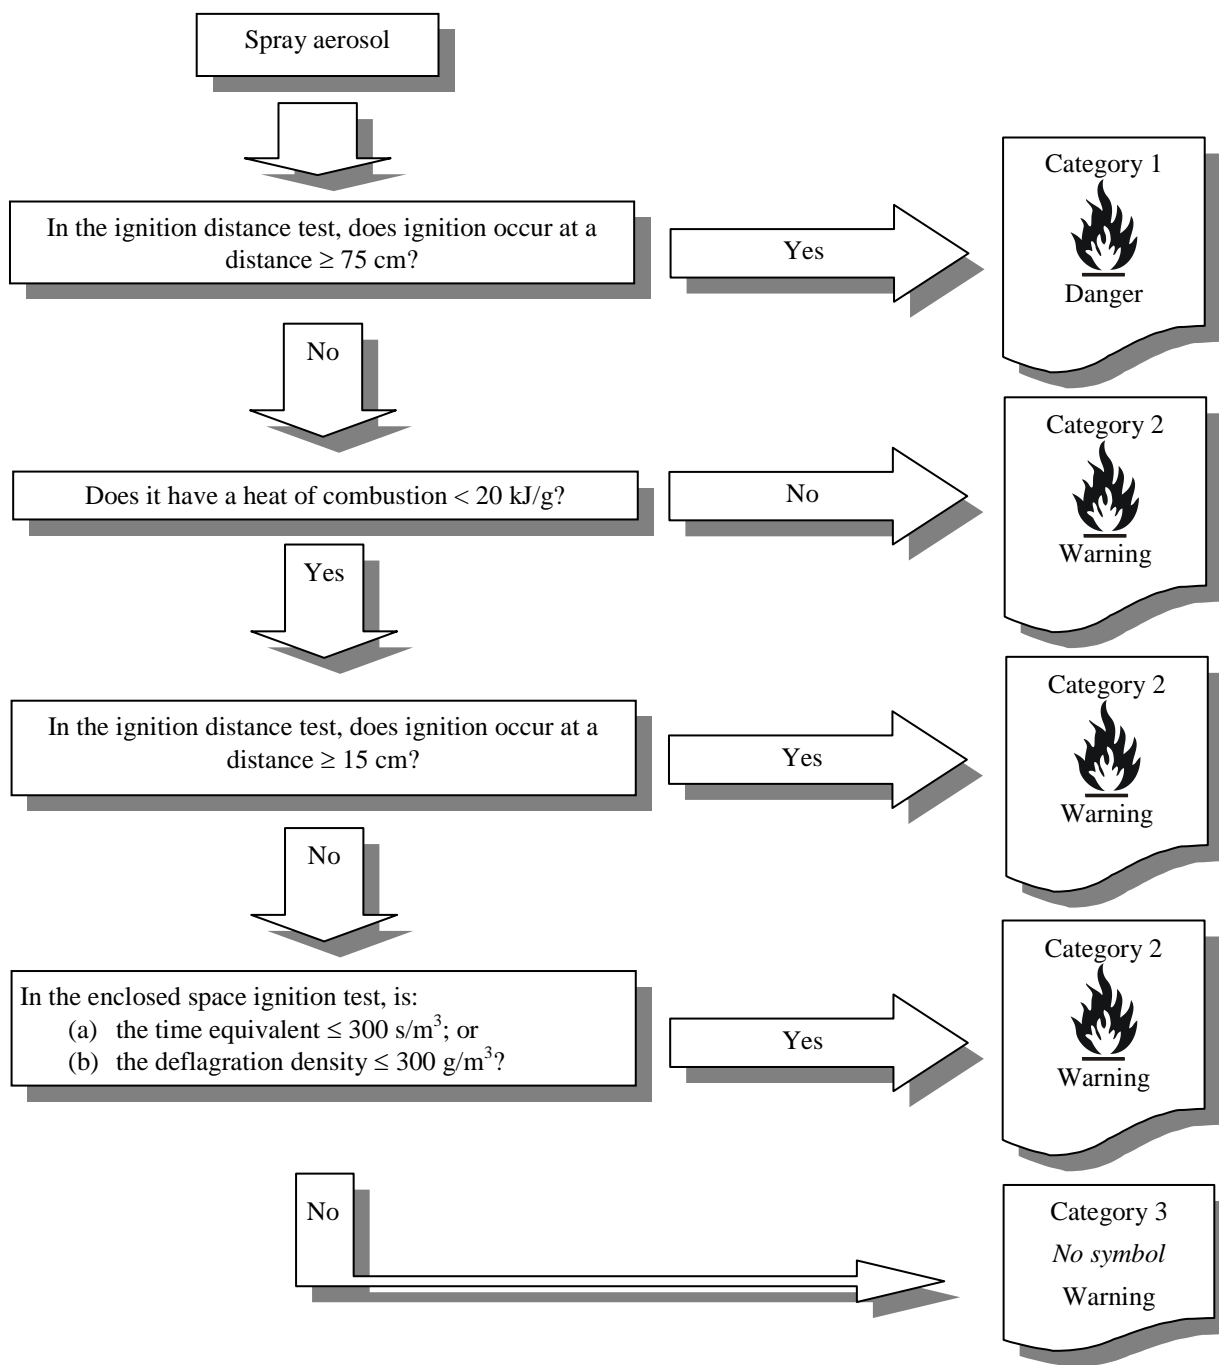 Spray aerosol
In the ignition distance test, does ignition occur at a
distance ≥ 75 cm?
Yes
Category 1
Danger
No
Does it have a heat of combustion < 20 kJ/g?
No
Category 2
Warning
Yes
In the ignition distance test, does ignition occur at a
distance ≥ 15 cm?
Yes
Category 2
Warning
No
In the enclosed space ignition test, is:
(a) the time equivalent ≤ 300 s/m³; or
(b) the deflagration density ≤ 300 g/m³?
Yes
Category 2
Warning
No
Category 3
No symbol
Warning